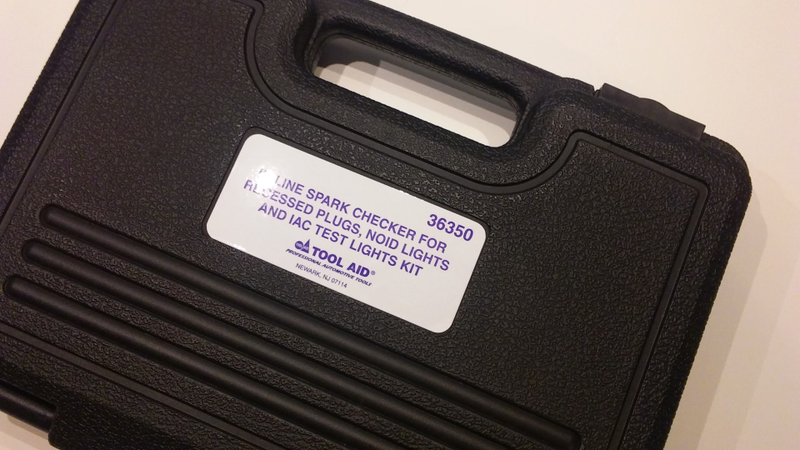 36350
IN-LINE SPARK CHECKER FOR
RECESSED PLUGS, NOID LIGHTS
AND IAC TEST LIGHTS KIT
TOOL AID®
PROFESSIONAL AUTOMOTIVE TOOLS
NEWARK, NJ 07114